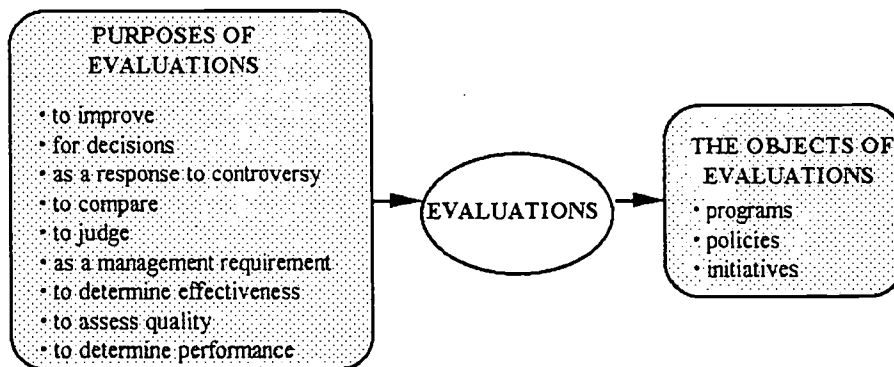 PURPOSES OF
EVALUATIONS
• to improve
• for decisions
• as a response to controversy
• to compare
• to judge
• as a management requirement
• to determine effectiveness
• to assess quality
• to determine performance
EVALUATIONS
THE OBJECTS OF
EVALUATIONS
• programs
• policies
• initiatives